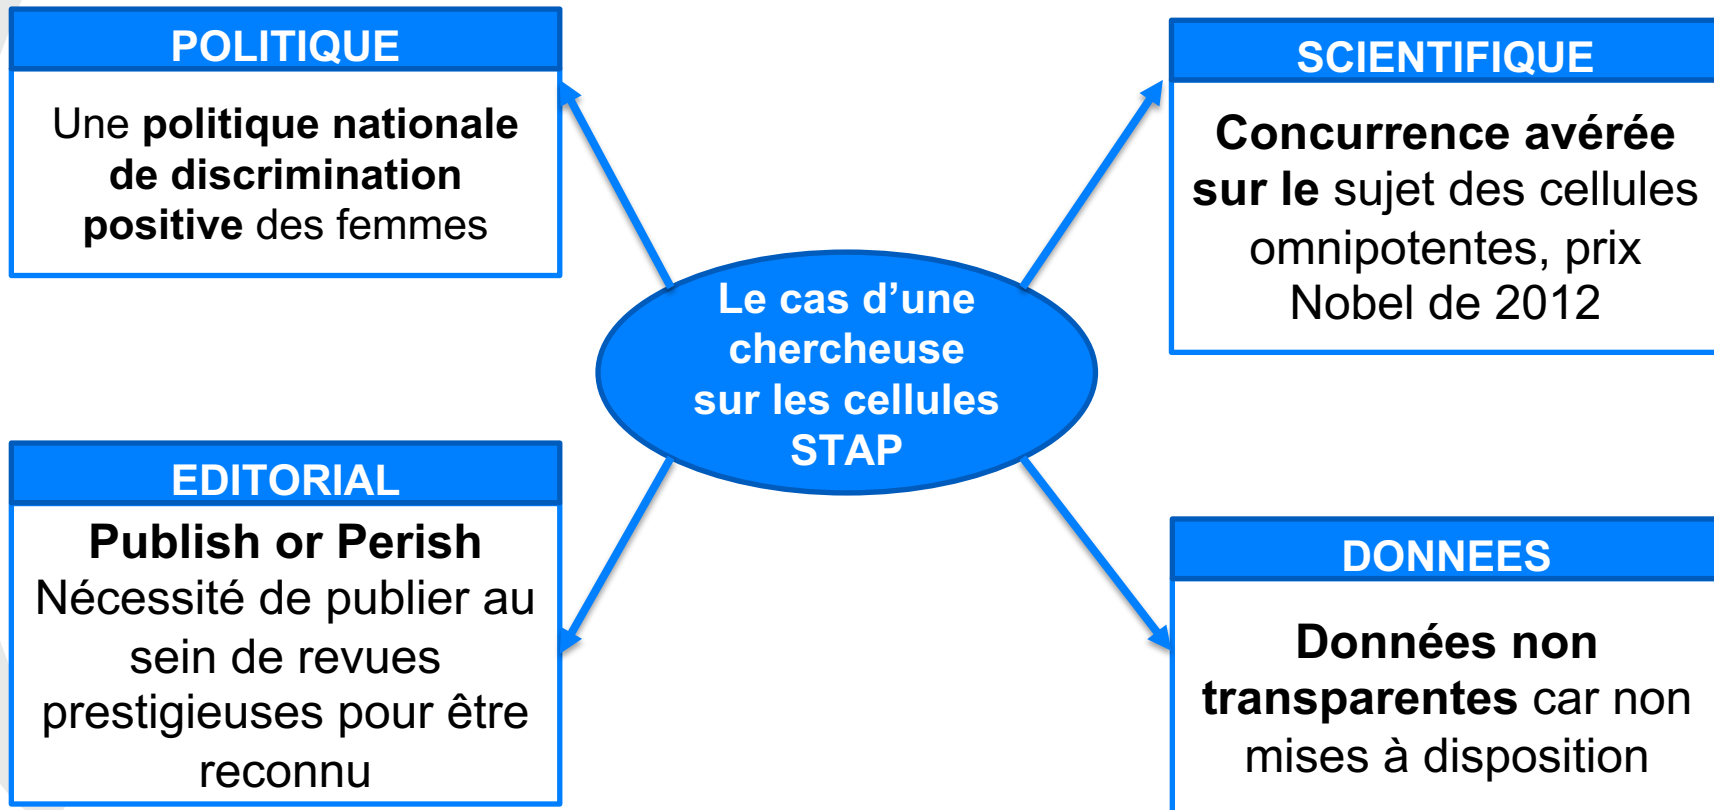 POLITIQUE
Une politique nationale
de discrimination
positive des femmes
SCIENTIFIQUE
Concurrence avérée
sur le sujet des cellules
omnipotentes, prix
Nobel de 2012
Le cas d’une
chercheuse
sur les cellules
STAP
EDITORIAL
Publish or Perish
Nécessité de publier au
sein de revues
prestigieuses pour être
reconnu
DONNEES
Données non
transparentes car non
mises à disposition